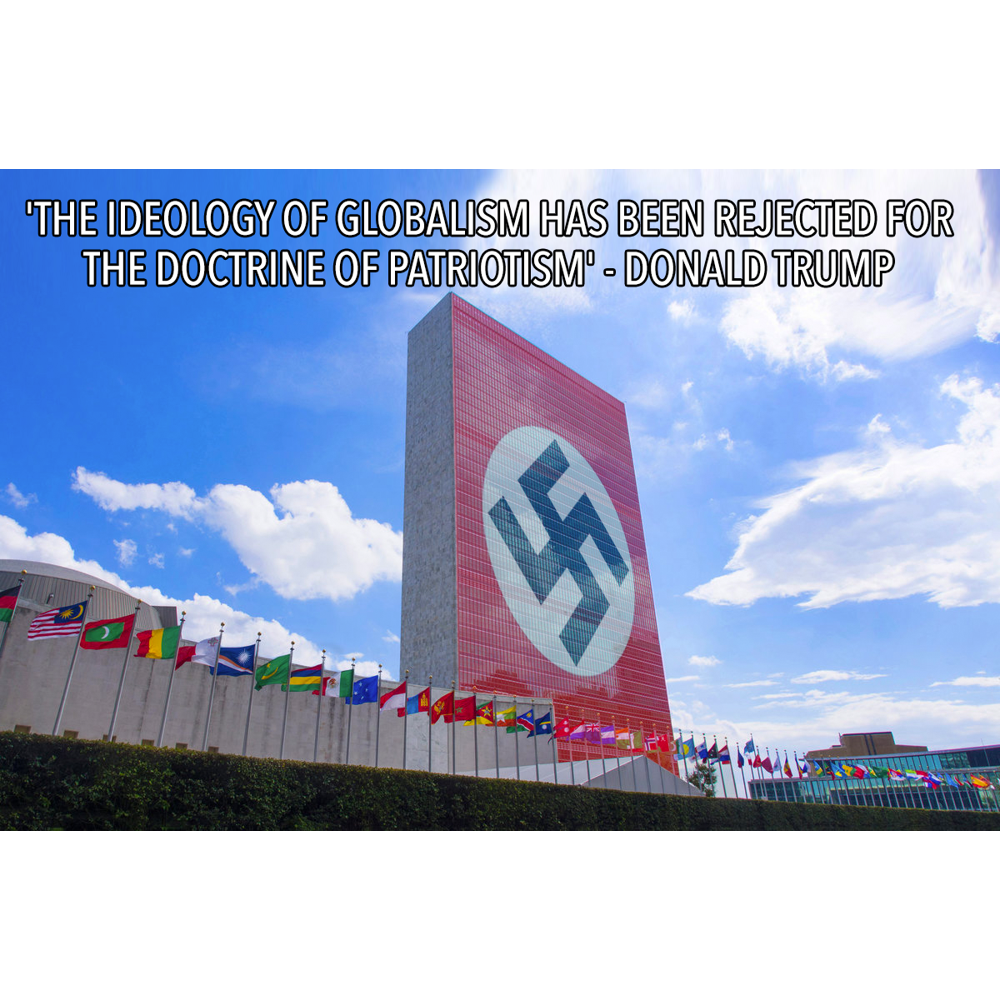 'THE IDEOLOGY OF GLOBALISM HAS BEEN REJECTED FOR
THE DOCTRINE OF PATRIOTISM' - DONALD TRUMP